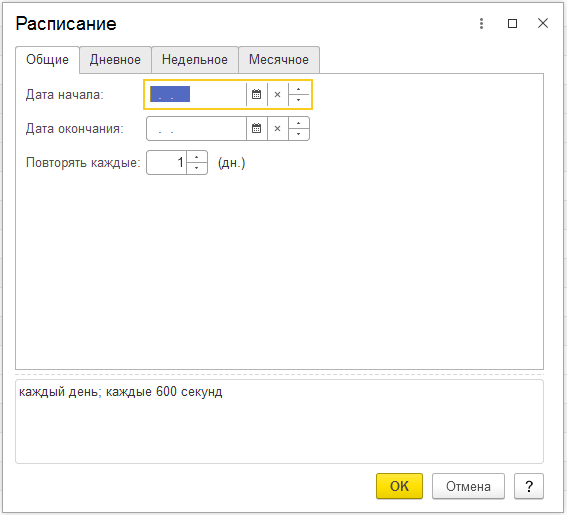 Расписание
Общие Дневное Недельное Месячное
Дата начала: . .
Дата окончания: . .
Повторять каждые: 1 (дн.)
каждый день; каждые 600 секунд
ОК Отмена ?